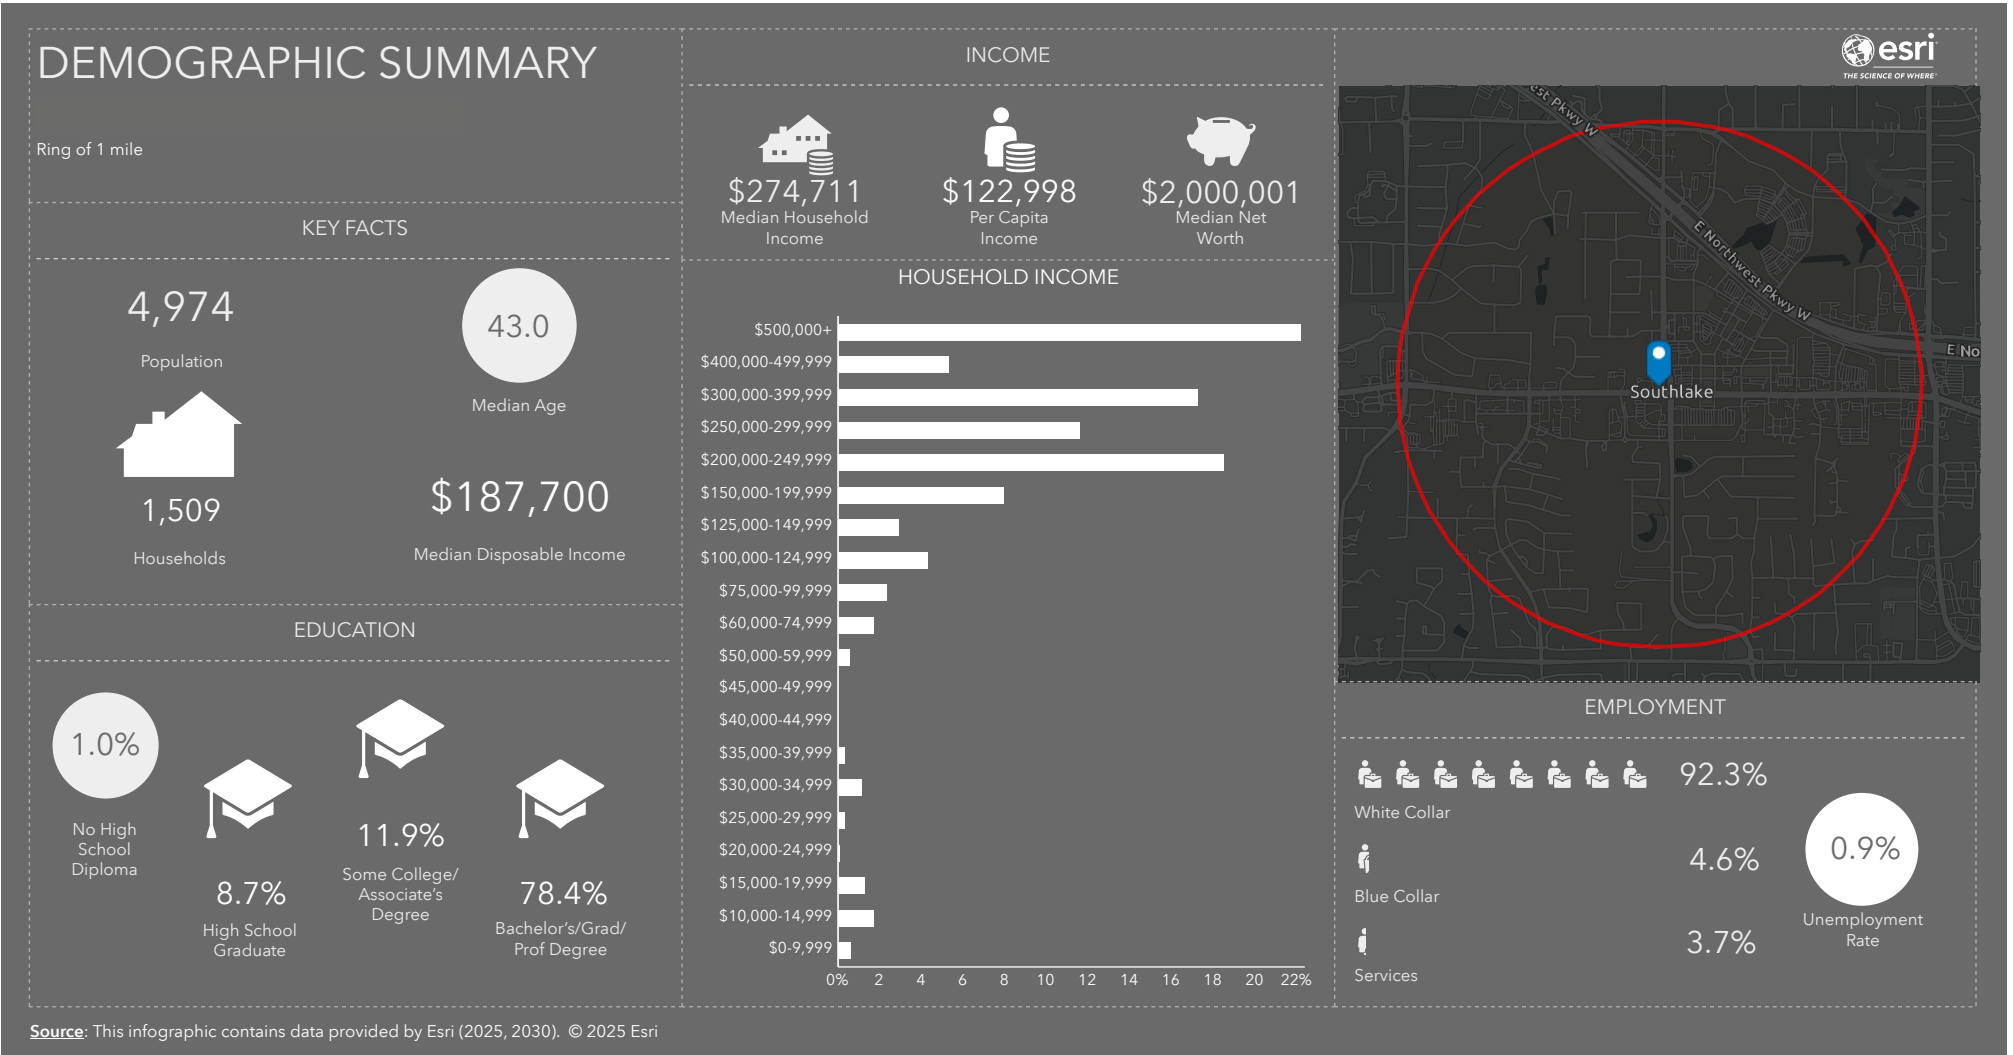 DEMOGRAPHIC SUMMARY
Ring of 1 mile
KEY FACTS
4,974
Population
43.0
Median Age
1,509
Households
$187,700
Median Disposable Income
EDUCATION
1.0%
No High
School
Diploma
8.7%
High School
Graduate
11.9%
Some College/
Associate's
Degree
78.4%
Bachelor's/Grad/
Prof Degree
INCOME
$274,711
Median Household
Income
$122,998
Per Capita
Income
$2,000,001
Median Net
Worth
HOUSEHOLD INCOME
$500,000+
$400,000-499,999
$300,000-399,999
$250,000-299,999
$200,000-249,999
$150,000-199,999
$125,000-149,999
$100,000-124,999
$75,000-99,999
$60,000-74,999
$50,000-59,999
$45,000-49,999
$40,000-44,999
$35,000-39,999
$30,000-34,999
$25,000-29,999
$20,000-24,999
$15,000-19,999
$10,000-14,999
$0-9,999
0% 2 4 6 8 10 12 14 16 18 20 22%
esri
THE SCIENCE OF WHERE
est Pkwy W
E Northwest Pkwy W
E No
Southlake
EMPLOYMENT
92.3%
White Collar
4.6%
Blue Collar
3.7%
Services
0.9%
Unemployment
Rate
Source: This infographic contains data provided by Esri (2025, 2030). © 2025 Esri